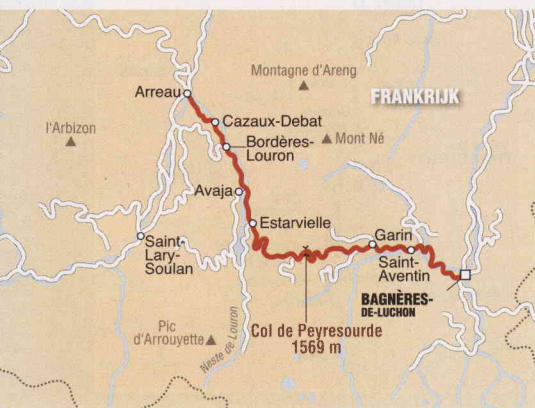 Montagne d'Areng
Arreau
FRANKRIJK
Cazaux-Debat
l'Arbizon
Mont Né
Bordères-
Louron
Avaja
Estarvielle
Saint-
Lary-
Soulan
Garin
Saint-
Aventin
BAGNÈRES-
DE-LUCHON
Pic
d'Arrouyette
Neste de Louron
Col de Peyresourde
1569 m